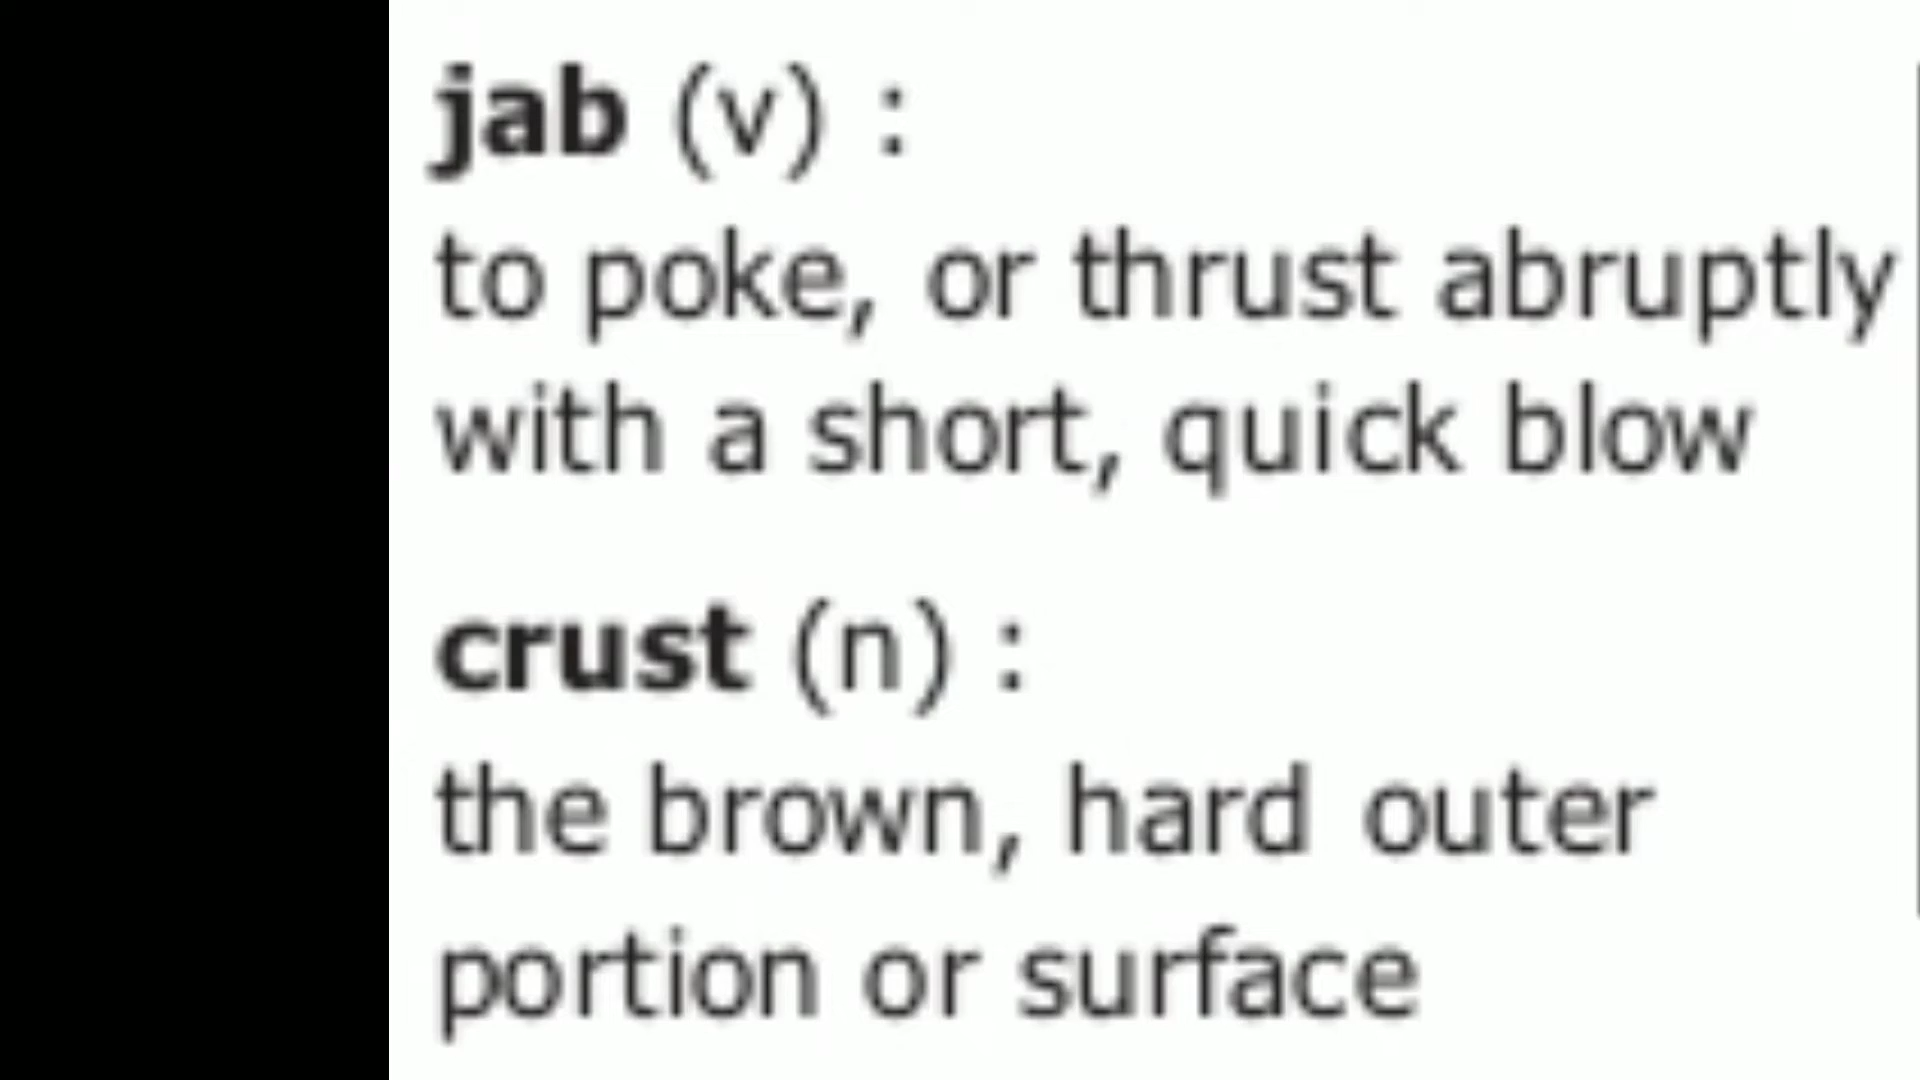 jab (v) :
to poke, or thrust abruptly
with a short, quick blow
crust (n) :
the brown, hard outer
portion or surface